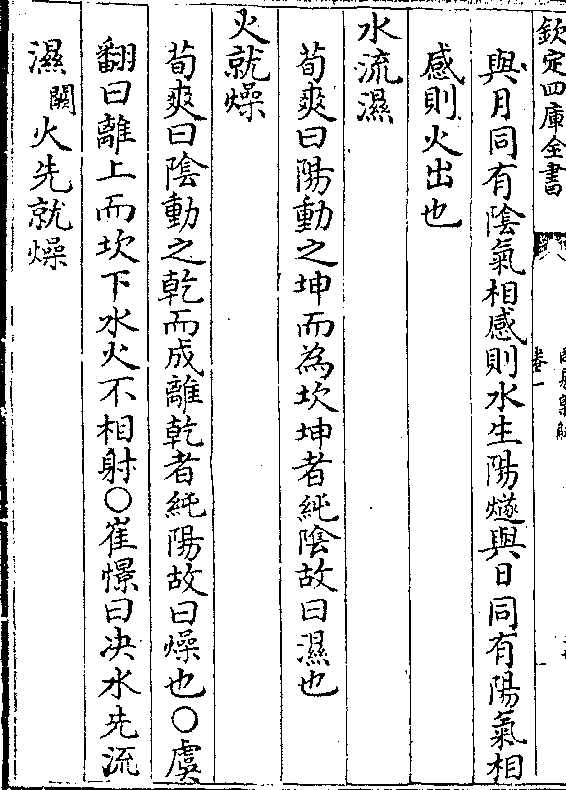 欽定四庫全書
卷一
與月同有陰氣相感則水生陽燧與日同有陽氣相
感則火出也
水流濕
荀爽曰陽動之坤而為坎坤者純陰故曰濕也
火就燥
荀爽曰陰動之乾而成離乾者純陽故曰燥也○虞
翻曰離上而坎下水火不相射○崔憬曰决水先流
濕闕火先就燥